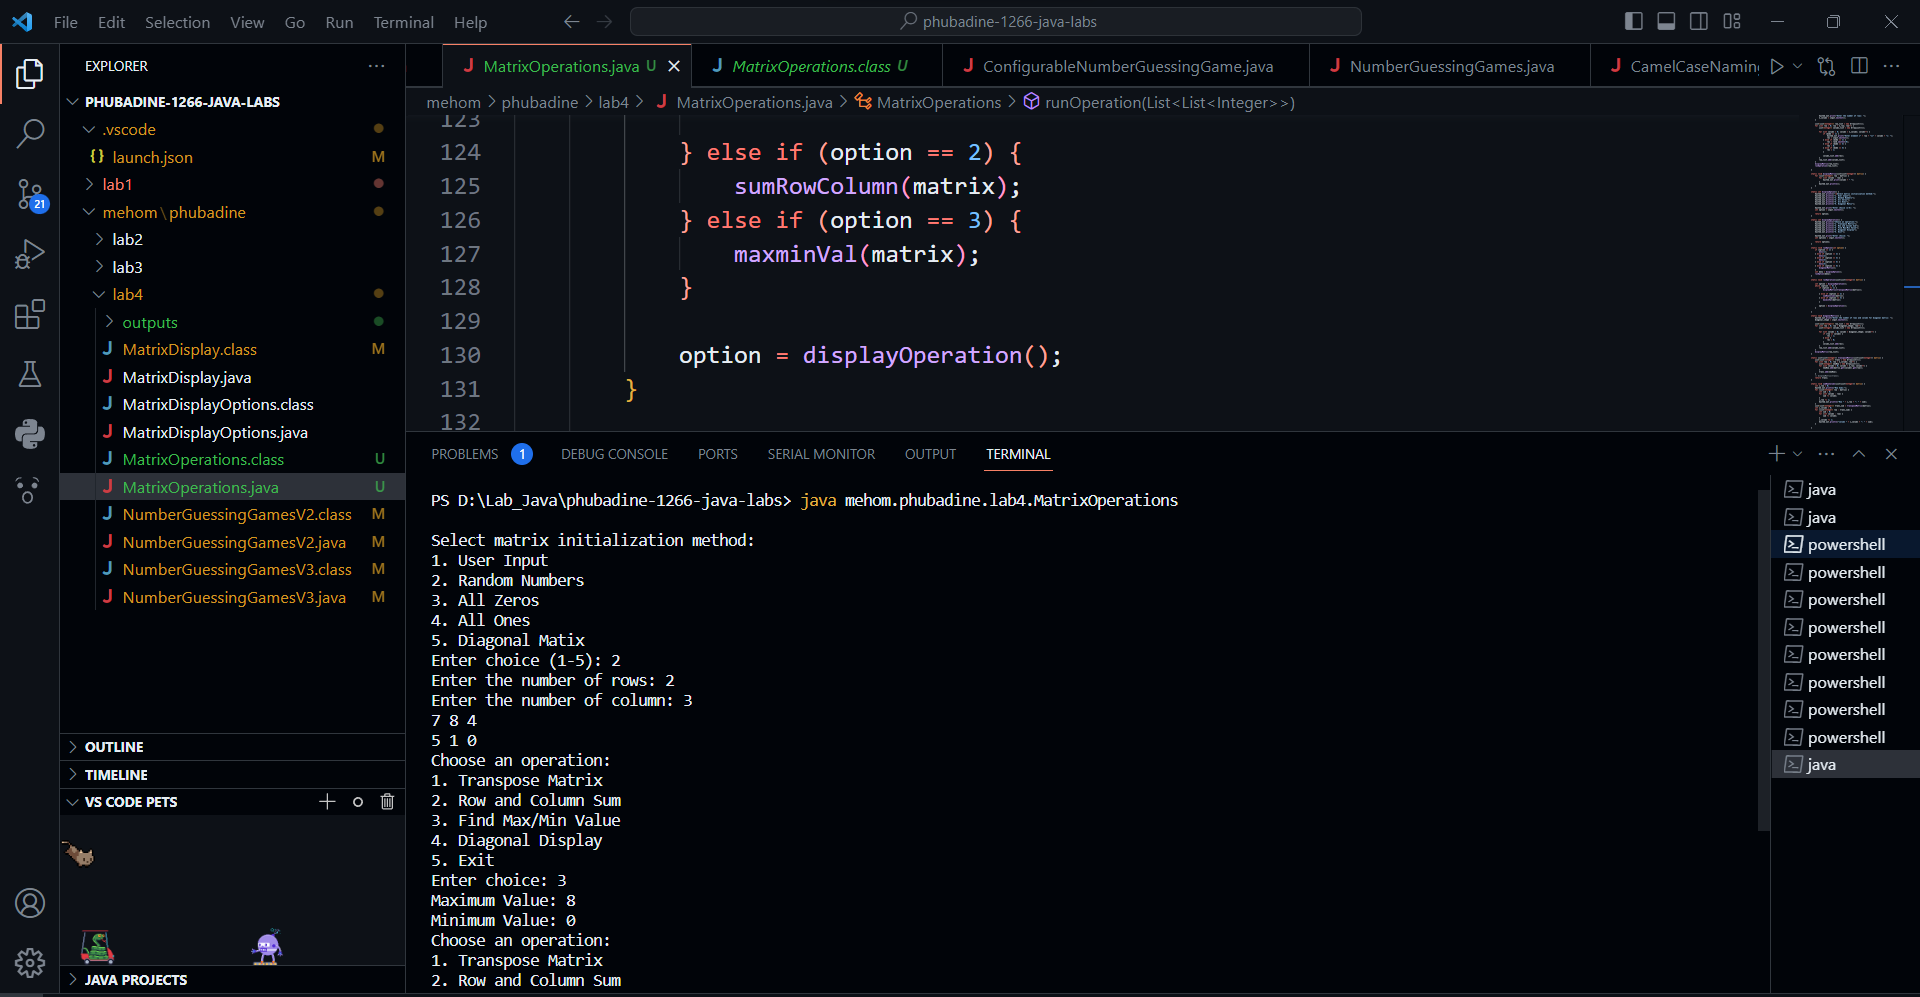 File Edit Selection View Go Run Terminal Help
phubadine-1266-java-labs
EXPLORER
PHUBADINE-1266-JAVA-LABS
.vscode
{} launch.json M
lab1
mehom\phubadine
lab2
lab3
lab4
outputs
J MatrixDisplay.class M
J MatrixDisplay.java
J MatrixDisplayOptions.class
J MatrixDisplayOptions.java
J MatrixOperations.class U
J MatrixOperations.java U
J NumberGuessingGamesV2.class M
J NumberGuessingGamesV2.java M
J NumberGuessingGamesV3.class M
J NumberGuessingGamesV3.java M
OUTLINE
TIMELINE
VS CODE PETS
JAVA PROJECTS
21
J MatrixOperations.java U
J MatrixOperations.class U
J ConfigurableNumberGuessingGame.java
J NumberGuessingGames.java
J CamelCaseNaming
mehom > phubadine > lab4 > J MatrixOperations.java > MatrixOperations > runOperation(List<List<Integer>>)
123
124 } else if (option == 2) {
125 sumRowColumn(matrix);
126 } else if (option == 3) {
127 maxminVal(matrix);
128 }
129
130 option = displayOperation();
131 }
132
PROBLEMS 1 DEBUG CONSOLE PORTS SERIAL MONITOR OUTPUT TERMINAL
PS D:\Lab_Java\phubadine-1266-java-labs> java mehom.phubadine.lab4.MatrixOperations
Select matrix initialization method:
1. User Input
2. Random Numbers
3. All Zeros
4. All Ones
5. Diagonal Matix
Enter choice (1-5): 2
Enter the number of rows: 2
Enter the number of column: 3
7 8 4
5 1 0
Choose an operation:
1. Transpose Matrix
2. Row and Column Sum
3. Find Max/Min Value
4. Diagonal Display
5. Exit
Enter choice: 3
Maximum Value: 8
Minimum Value: 0
Choose an operation:
1. Transpose Matrix
2. Row and Column Sum
java
java
powershell
powershell
powershell
powershell
powershell
powershell
powershell
powershell
java